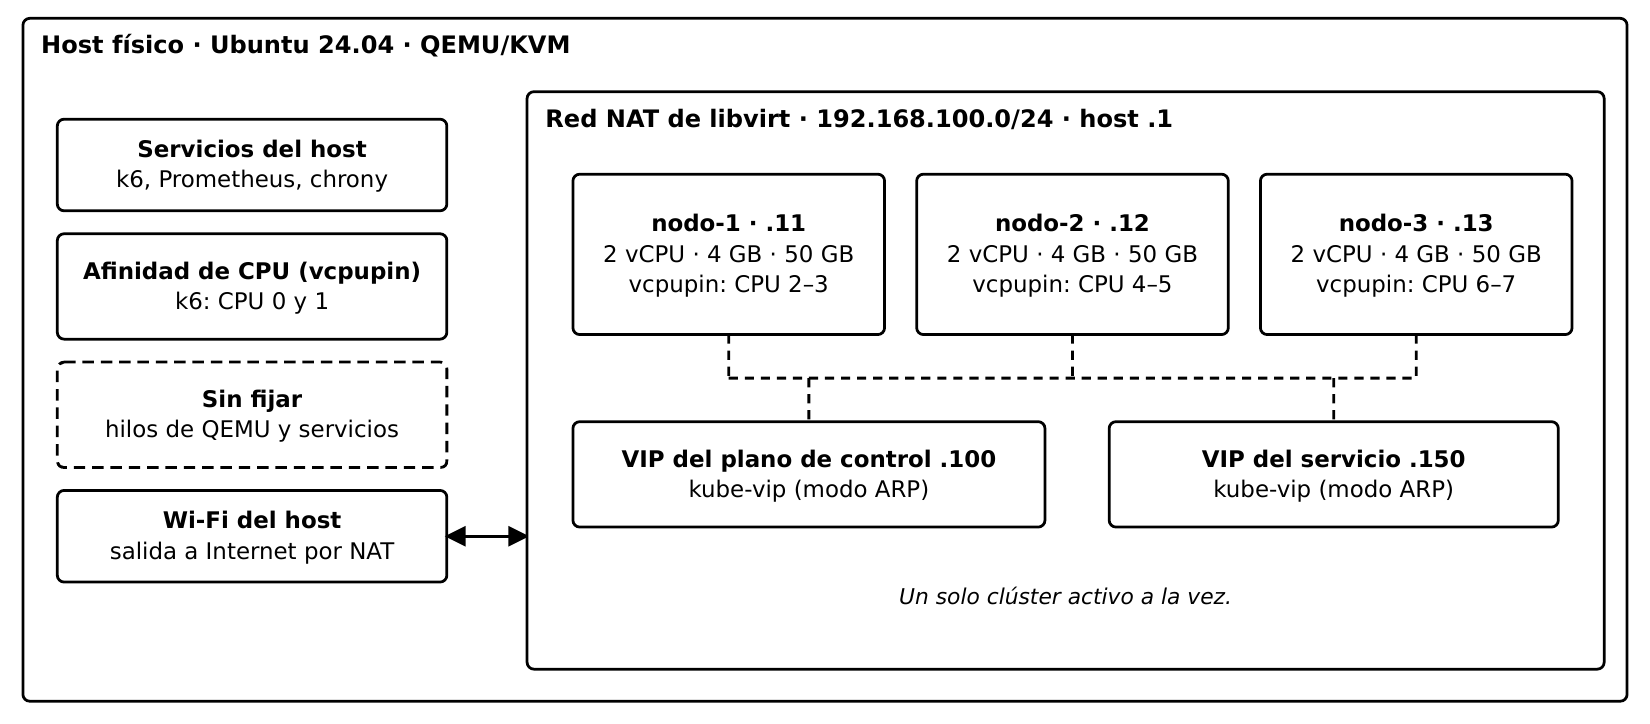 Host físico · Ubuntu 24.04 · QEMU/KVM
Servicios del host
k6, Prometheus, chrony
Afinidad de CPU (vcpupin)
k6: CPU 0 y 1
Sin fijar
hilos de QEMU y servicios
Wi-Fi del host
salida a Internet por NAT
Red NAT de libvirt · 192.168.100.0/24 · host .1
nodo-1 · .11
2 vCPU · 4 GB · 50 GB
vcpupin: CPU 2–3
nodo-2 · .12
2 vCPU · 4 GB · 50 GB
vcpupin: CPU 4–5
nodo-3 · .13
2 vCPU · 4 GB · 50 GB
vcpupin: CPU 6–7
VIP del plano de control .100
kube-vip (modo ARP)
VIP del servicio .150
kube-vip (modo ARP)
Un solo clúster activo a la vez.